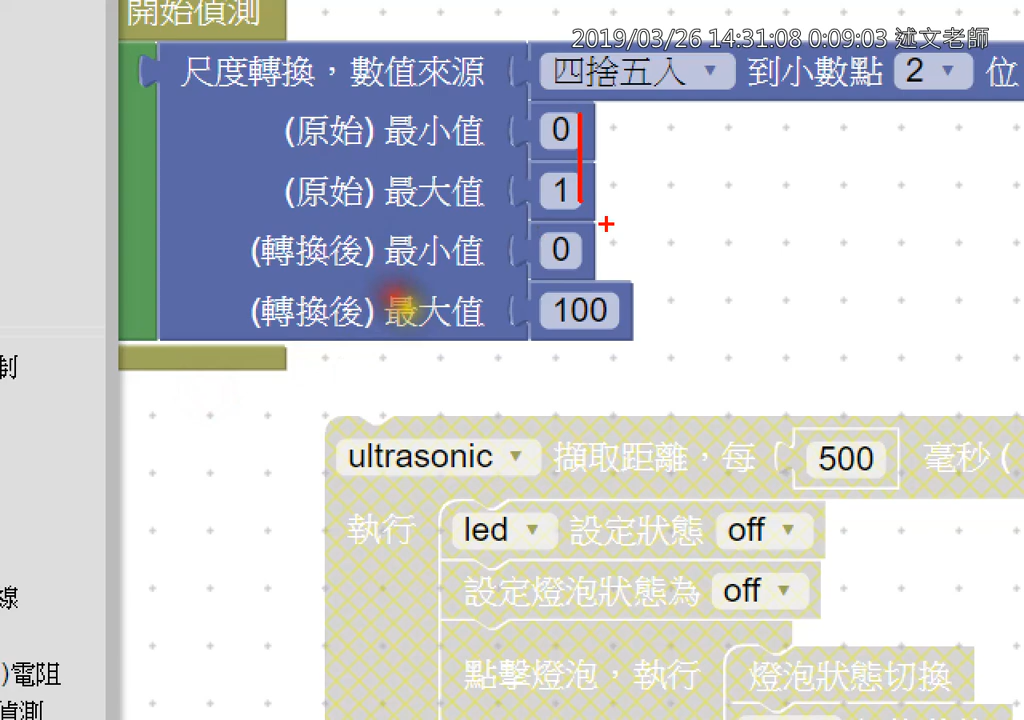 開始偵測
2019/03/26 14:31:08 0:09:03 述文老師
尺度轉換，數值來源 四捨五入 到小數點 2 位
(原始) 最小值 0
(原始) 最大值 1
(轉換後) 最小值 0
(轉換後) 最大值 100
制
ultrasonic 擷取距離，每 500 毫秒 (
執行 led 設定狀態 off
設定燈泡狀態為 off
線
點擊燈泡，執行 燈泡狀態切換
)電阻
偵測